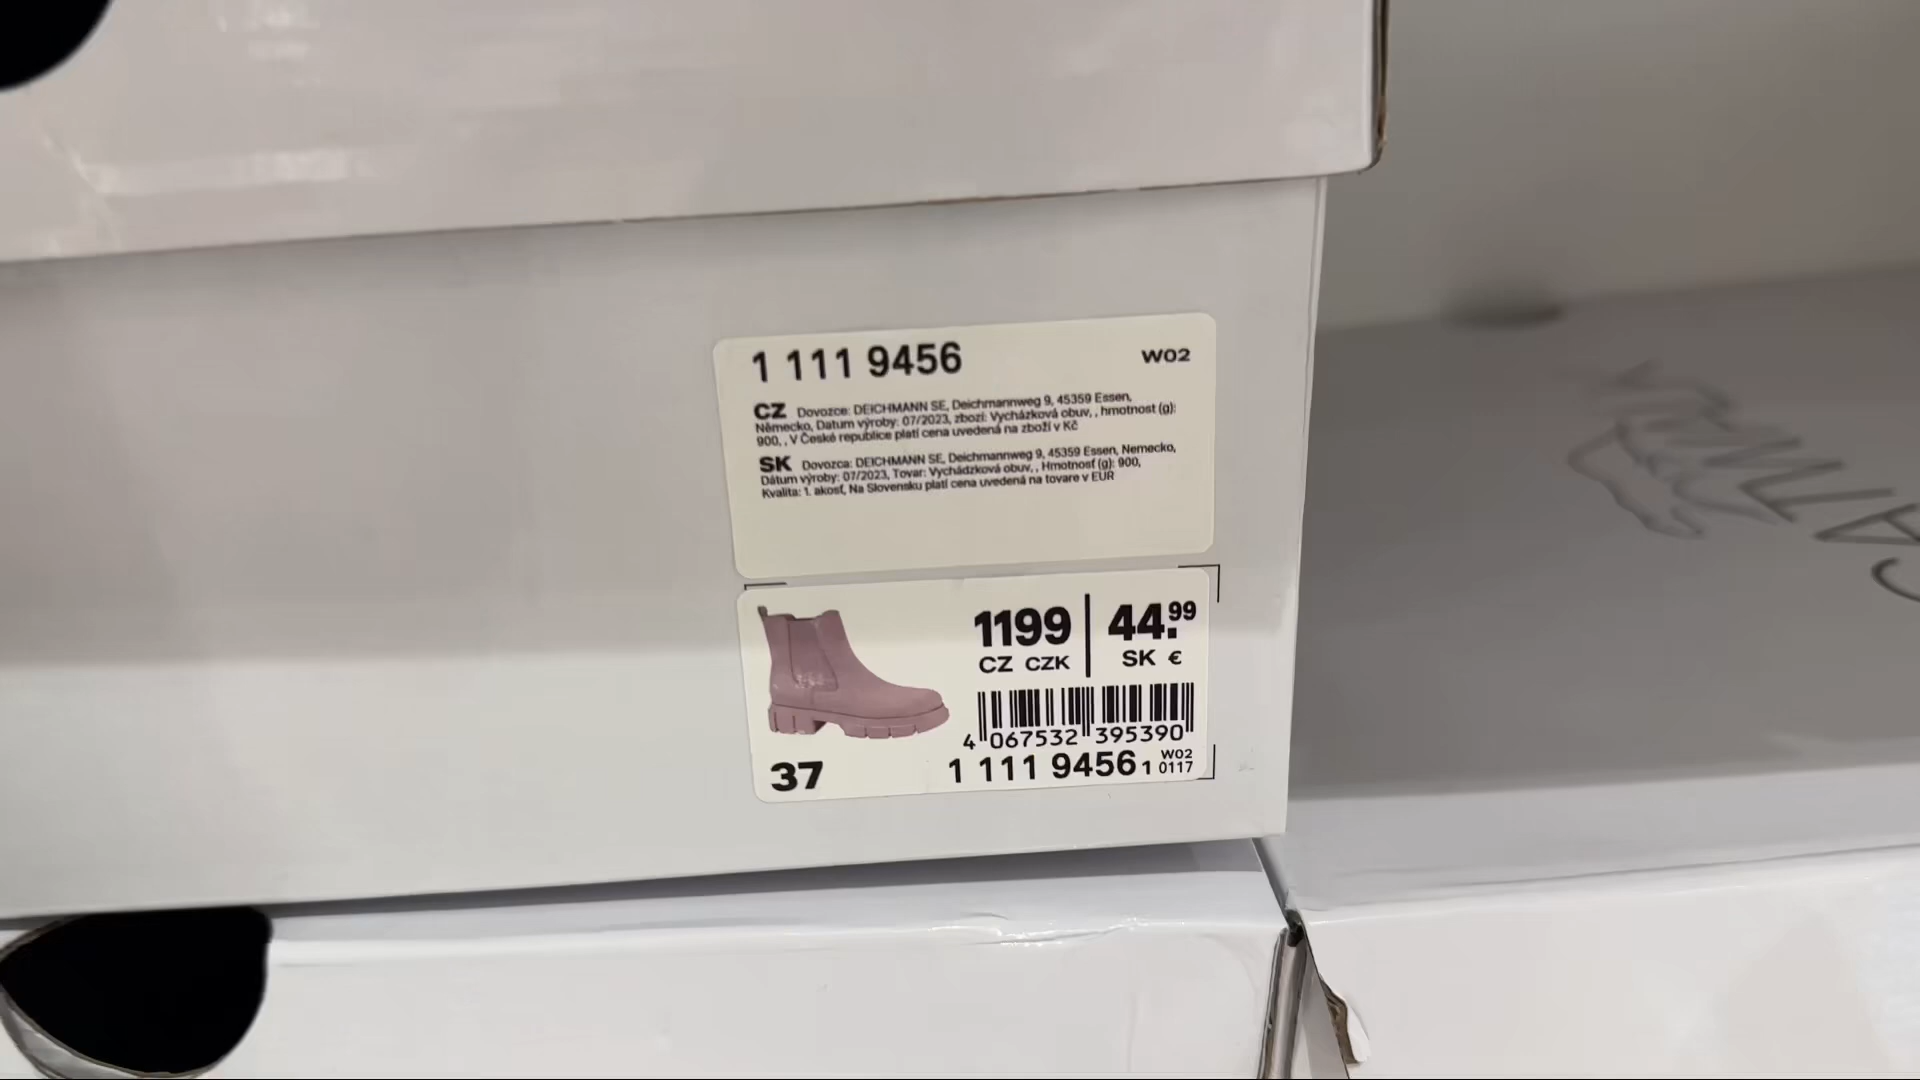 1 111 9456
W02
CZ Dovozce: DEICHMANN SE, Deichmannweg 9, 45359 Essen,
Německo, Datum výroby: 07/2023, zboží: Vycházková obuv, , hmotnost (g):
900, , V České republice platí cena uvedená na zboží v Kč
SK Dovozca: DEICHMANN SE, Deichmannweg 9, 45359 Essen, Nemecko,
Dátum výroby: 07/2023, Tovar: Vychádzková obuv, , Hmotnosť (g): 900,
Kvalita: 1. akosť, Na Slovensku platí cena uvedená na tovare v EUR
1199 44.99
CZ CZK SK €
4 067532 395390
37
1 111 9456 1 W02 0117